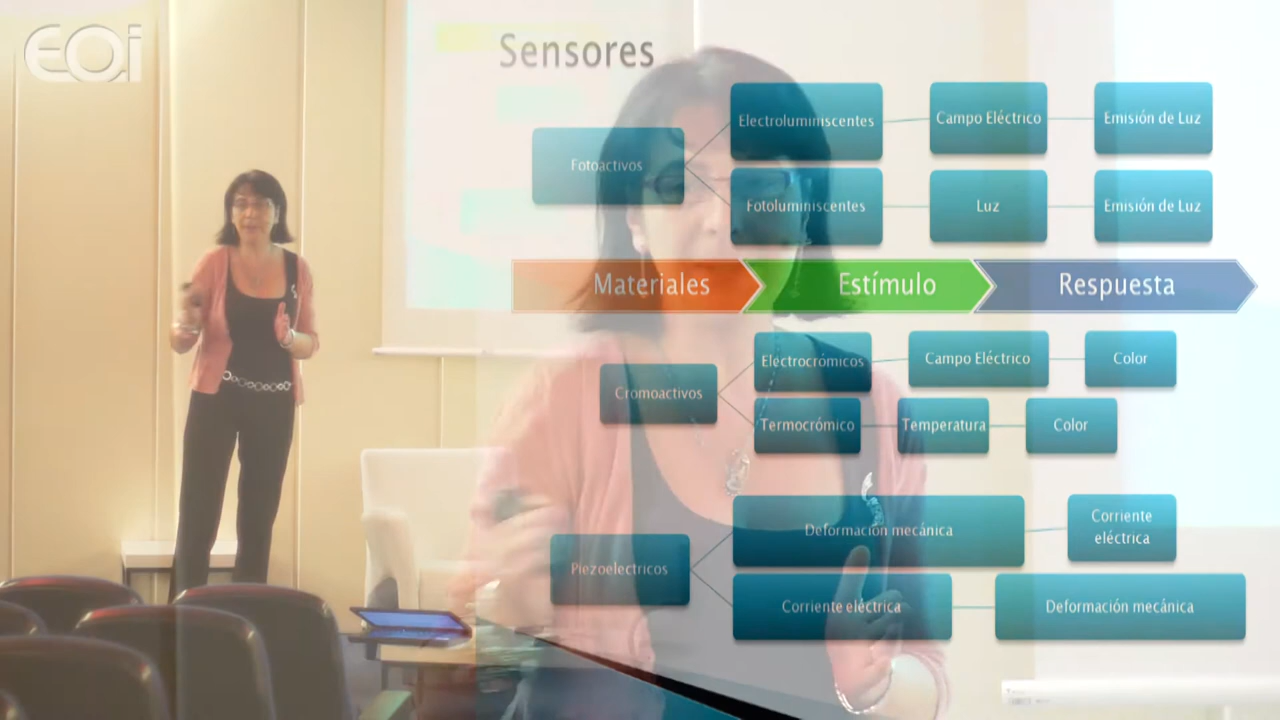 EOi
Sensores
Electroluminiscentes
Campo Eléctrico
Emisión de Luz
Fotoactivos
Fotoluminiscentes
Luz
Emisión de Luz
Materiales
Estímulo
Respuesta
Electrocrómicos
Campo Eléctrico
Color
Cromoactivos
Termocrómico
Temperatura
Color
Deformación mecánica
Corriente
eléctrica
Piezoelectricos
Corriente eléctrica
Deformación mecánica